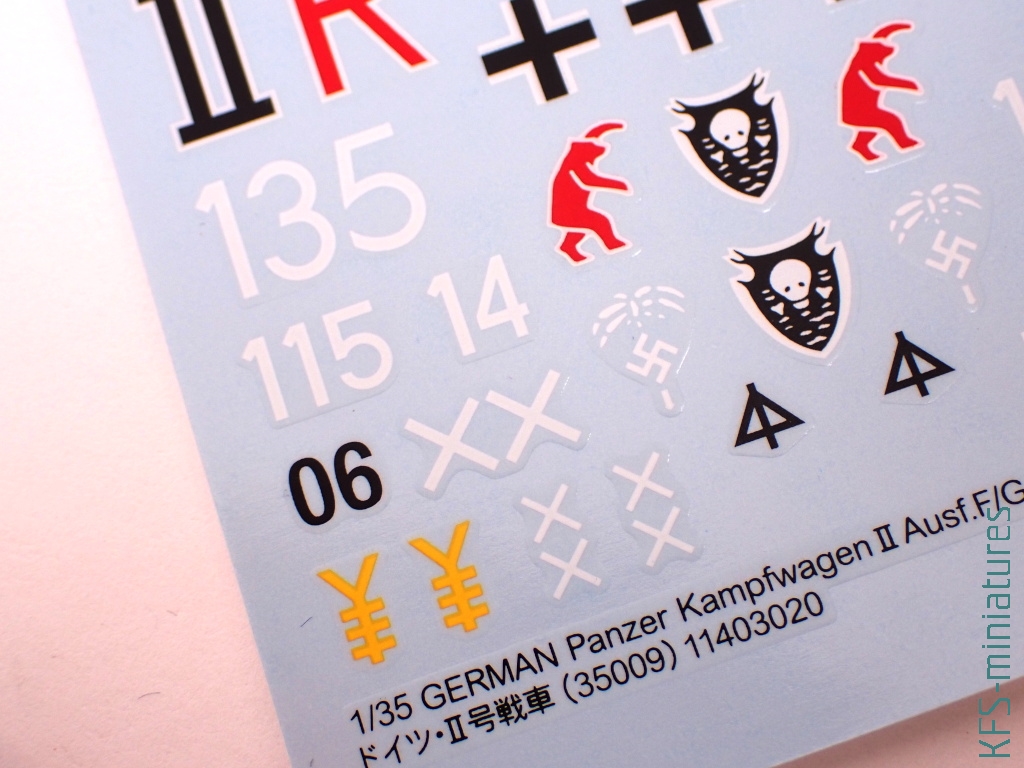 II R
135
115
14
06
1/35 GERMAN Panzer Kampfwagen II Ausf.F/G
ドイツ・II号戦車 (35009) 11403020
KFS-miniatures